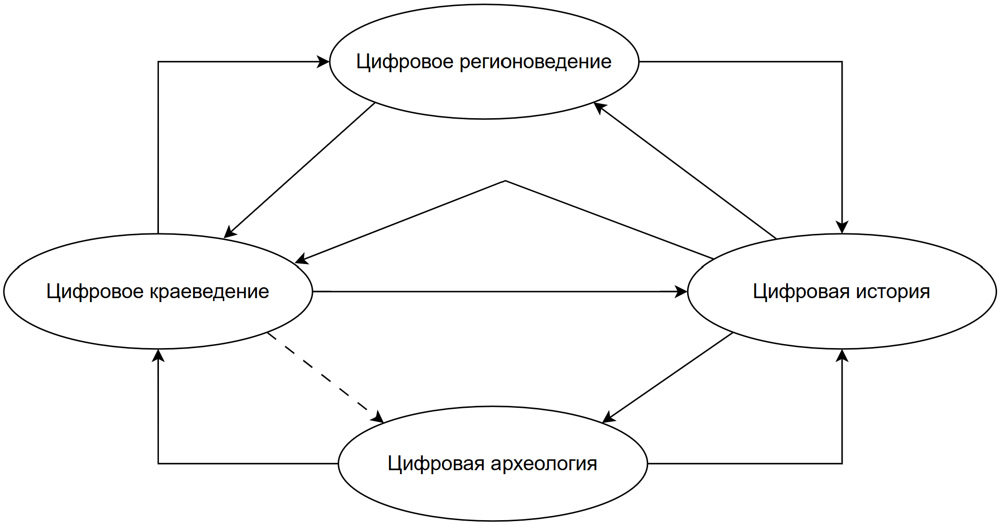 Цифровое регионоведение
Цифровое краеведение
Цифровая история
Цифровая археология